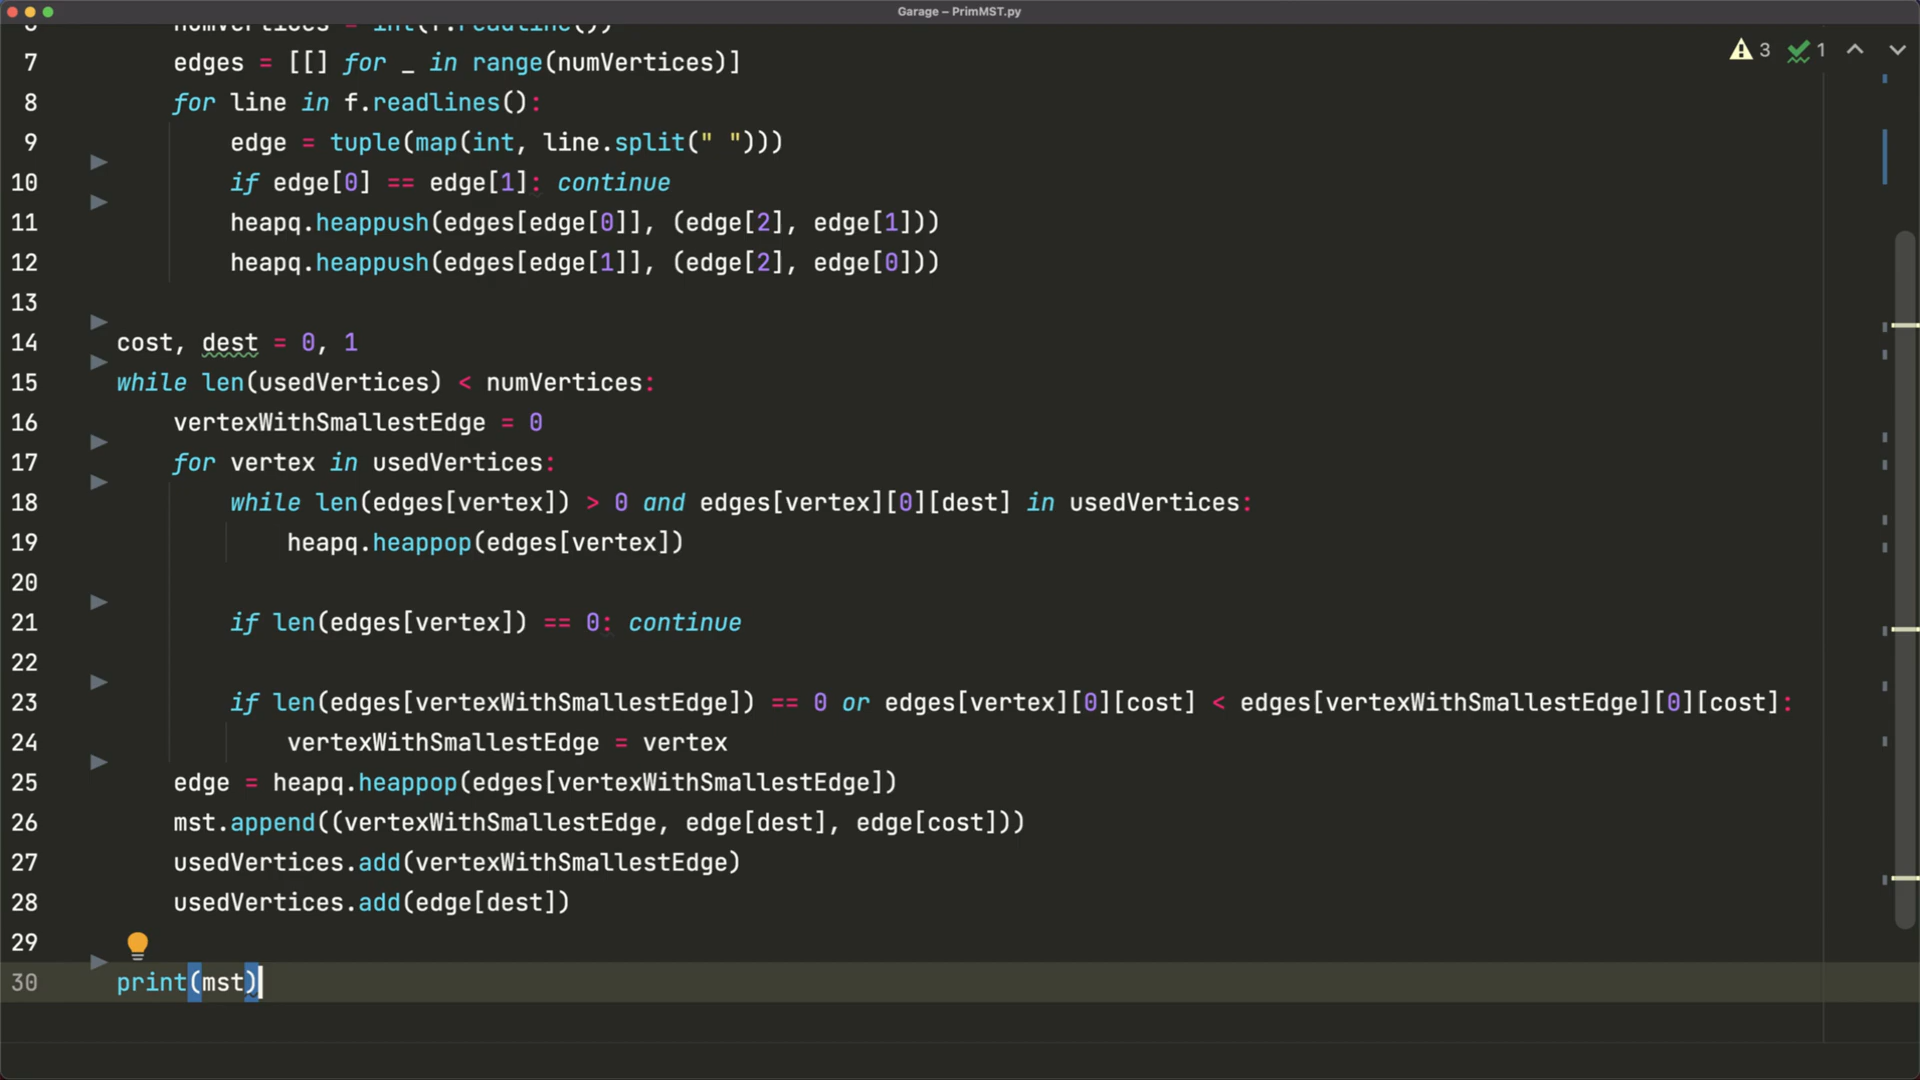 Garage – PrimMST.py
3 1
6 numVertices = int(f.readline())
7 edges = [[] for _ in range(numVertices)]
8 for line in f.readlines():
9 edge = tuple(map(int, line.split(" ")))
10 if edge[0] == edge[1]: continue
11 heapq.heappush(edges[edge[0]], (edge[2], edge[1]))
12 heapq.heappush(edges[edge[1]], (edge[2], edge[0]))
13
14 cost, dest = 0, 1
15 while len(usedVertices) < numVertices:
16 vertexWithSmallestEdge = 0
17 for vertex in usedVertices:
18 while len(edges[vertex]) > 0 and edges[vertex][0][dest] in usedVertices:
19 heapq.heappop(edges[vertex])
20
21 if len(edges[vertex]) == 0: continue
22
23 if len(edges[vertexWithSmallestEdge]) == 0 or edges[vertex][0][cost] < edges[vertexWithSmallestEdge][0][cost]:
24 vertexWithSmallestEdge = vertex
25 edge = heapq.heappop(edges[vertexWithSmallestEdge])
26 mst.append((vertexWithSmallestEdge, edge[dest], edge[cost]))
27 usedVertices.add(vertexWithSmallestEdge)
28 usedVertices.add(edge[dest])
29
30 print(mst)